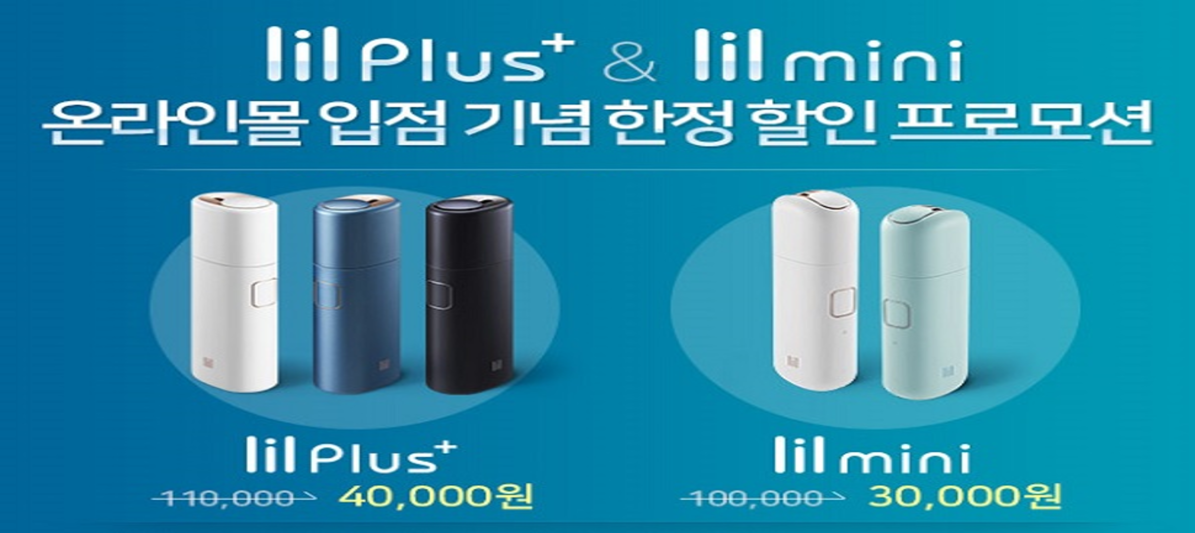 lil Plus+ & lil mini
온라인몰 입점 기념 한정 할인 프로모션
lil Plus+
lil mini
110,000 40,000원
100,000 30,000원